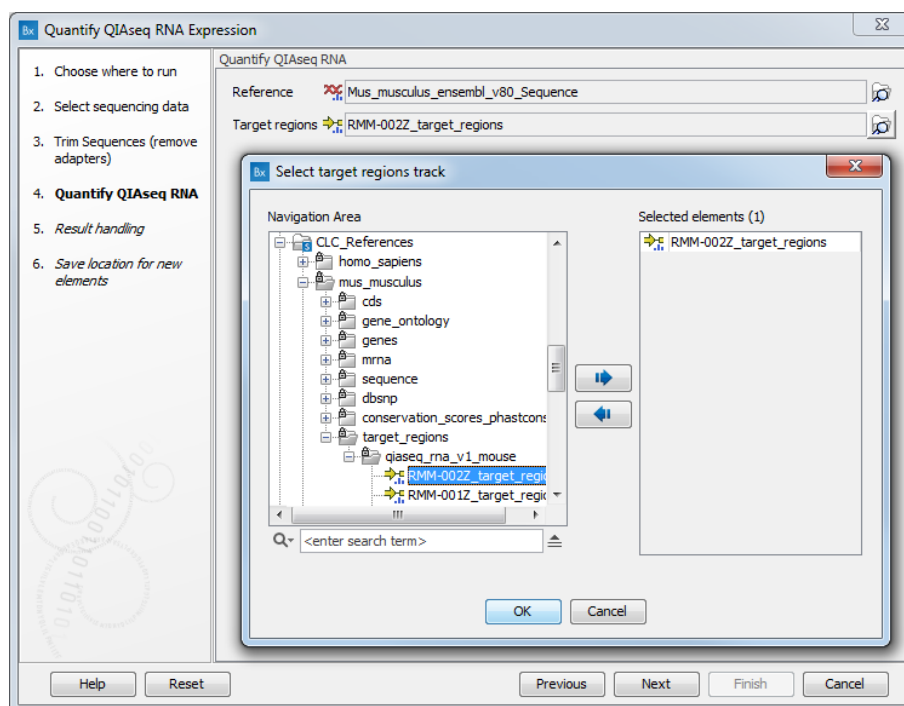 Bx Quantify QIAseq RNA Expression
1. Choose where to run
2. Select sequencing data
3. Trim Sequences (remove
adapters)
4. Quantify QIAseq RNA
5. Result handling
6. Save location for new
elements
Quantify QIAseq RNA
Reference Mus_musculus_ensembl_v80_Sequence
Target regions RMM-002Z_target_regions
Bx Select target regions track
Navigation Area
CLC_References
homo_sapiens
mus_musculus
cds
gene_ontology
genes
mrna
sequence
dbsnp
conservation_scores_phastcons
target_regions
qiaseq_rna_v1_mouse
RMM-002Z_target_regic
RMM-001Z_target_regic
<enter search term>
Selected elements (1)
RMM-002Z_target_regions
OK Cancel
Help Reset Previous Next Finish Cancel